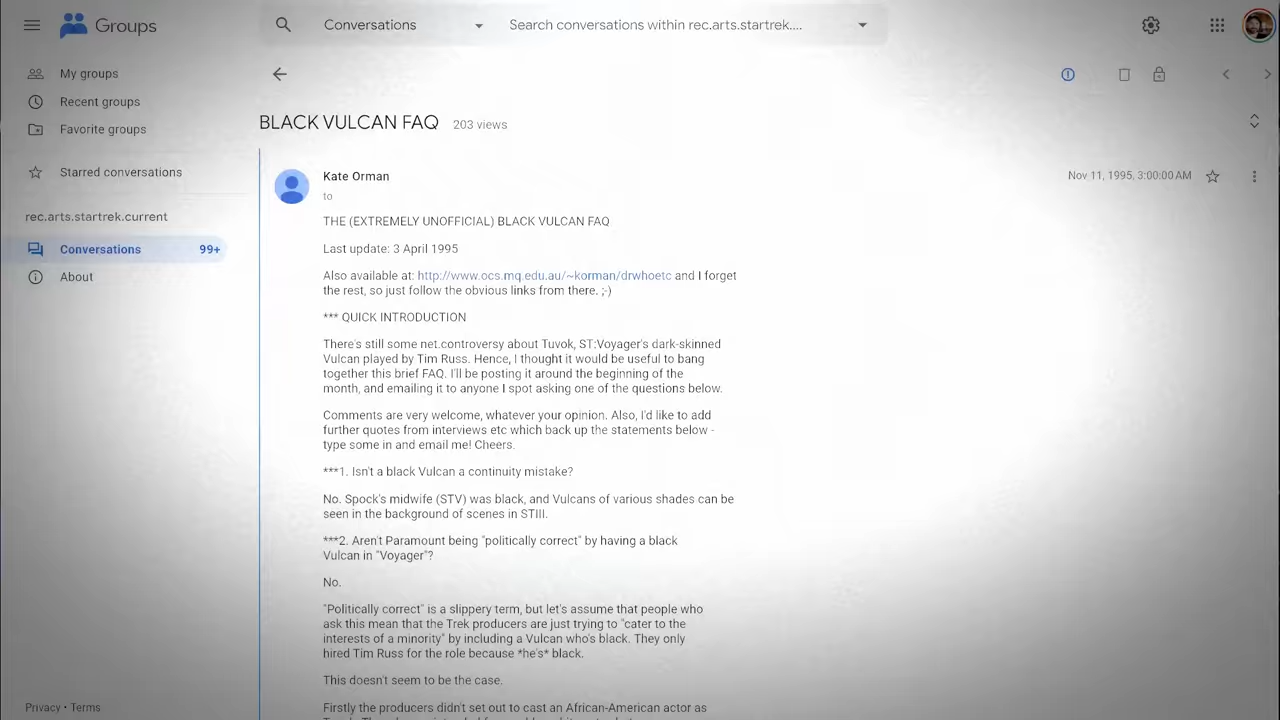 Groups
Conversations
Search conversations within rec.arts.startrek....
My groups
Recent groups
Favorite groups
Starred conversations
rec.arts.startrek.current
Conversations 99+
About
Privacy • Terms
BLACK VULCAN FAQ 203 views
Kate Orman
Nov 11, 1995, 3:00:00 AM
to
THE (EXTREMELY UNOFFICIAL) BLACK VULCAN FAQ
Last update: 3 April 1995
Also available at: http://www.ocs.mq.edu.au/~korman/drwhoetc and I forget
the rest, so just follow the obvious links from there. ;-)
*** QUICK INTRODUCTION
There's still some net.controversy about Tuvok, ST:Voyager's dark-skinned
Vulcan played by Tim Russ. Hence, I thought it would be useful to bang
together this brief FAQ. I'll be posting it around the beginning of the
month, and emailing it to anyone I spot asking one of the questions below.
Comments are very welcome, whatever your opinion. Also, I'd like to add
further quotes from interviews etc which back up the statements below -
type some in and email me! Cheers.
***1. Isn't a black Vulcan a continuity mistake?
No. Spock's midwife (STV) was black, and Vulcans of various shades can be
seen in the background of scenes in STIII.
***2. Aren't Paramount being "politically correct" by having a black
Vulcan in "Voyager"?
No.
"Politically correct" is a slippery term, but let's assume that people who
ask this mean that the Trek producers are just trying to "cater to the
interests of a minority" by including a Vulcan who's black. They only
hired Tim Russ for the role because *he's* black.
This doesn't seem to be the case.
Firstly the producers didn't set out to cast an African-American actor as